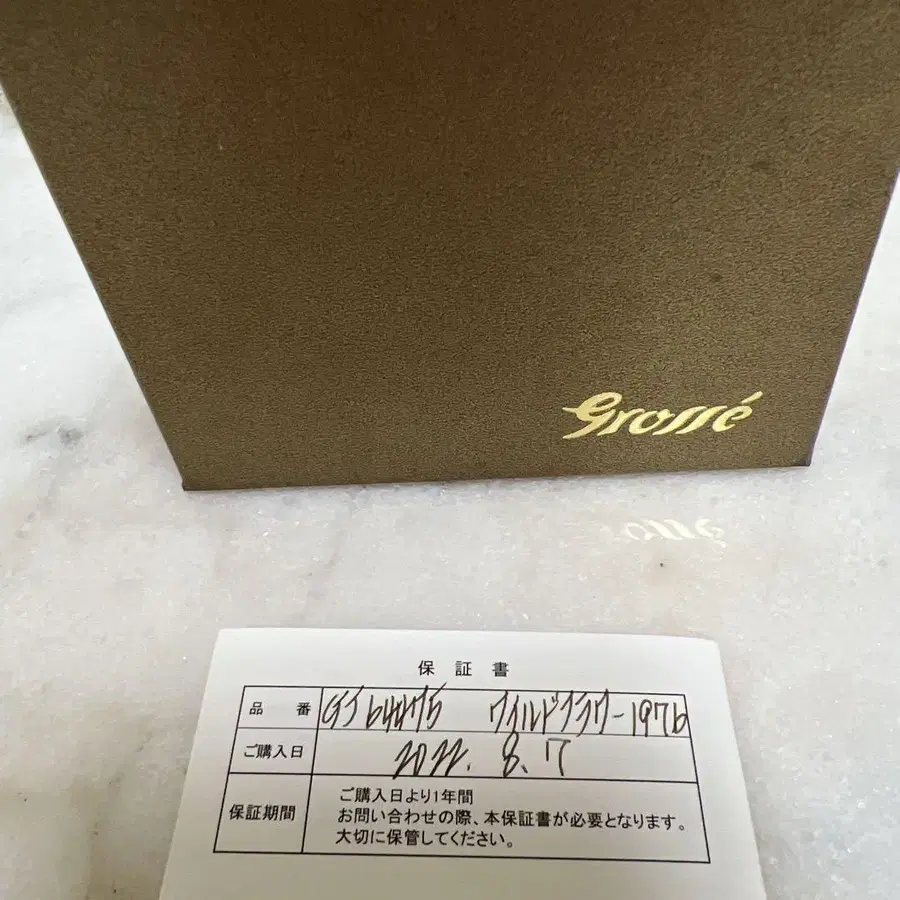 Grossé
保証書
品番 GJ64475 ワイルドフラワー1976
ご購入日 2022.8.7
保証期間 ご購入日より1年間
お問い合わせの際、本保証書が必要となります。
大切に保管してください。